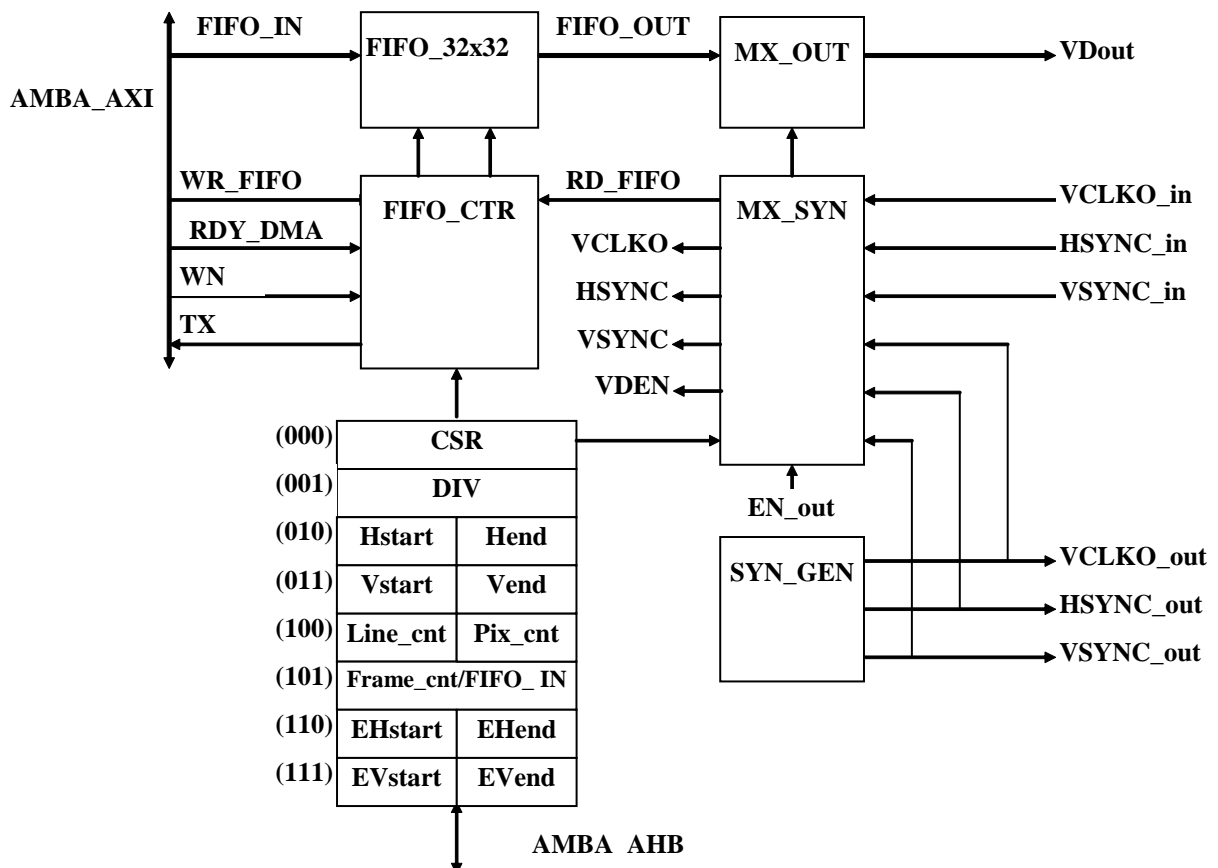 FIFO_IN
FIFO_32x32
FIFO_OUT
MX_OUT
VDout
AMBA_AXI
WR_FIFO
FIFO_CTR
RD_FIFO
MX_SYN
VCLKO_in
RDY_DMA
VCLKO
HSYNC_in
WN
HSYNC
VSYNC_in
TX
VSYNC
VDEN
(000) CSR
(001) DIV
EN_out
(010) Hstart Hend
SYN_GEN
VCLKO_out
(011) Vstart Vend
HSYNC_out
(100) Line_cnt Pix_cnt
VSYNC_out
(101) Frame_cnt/FIFO_ IN
(110) EHstart EHend
(111) EVstart EVend
AMBA_AHB